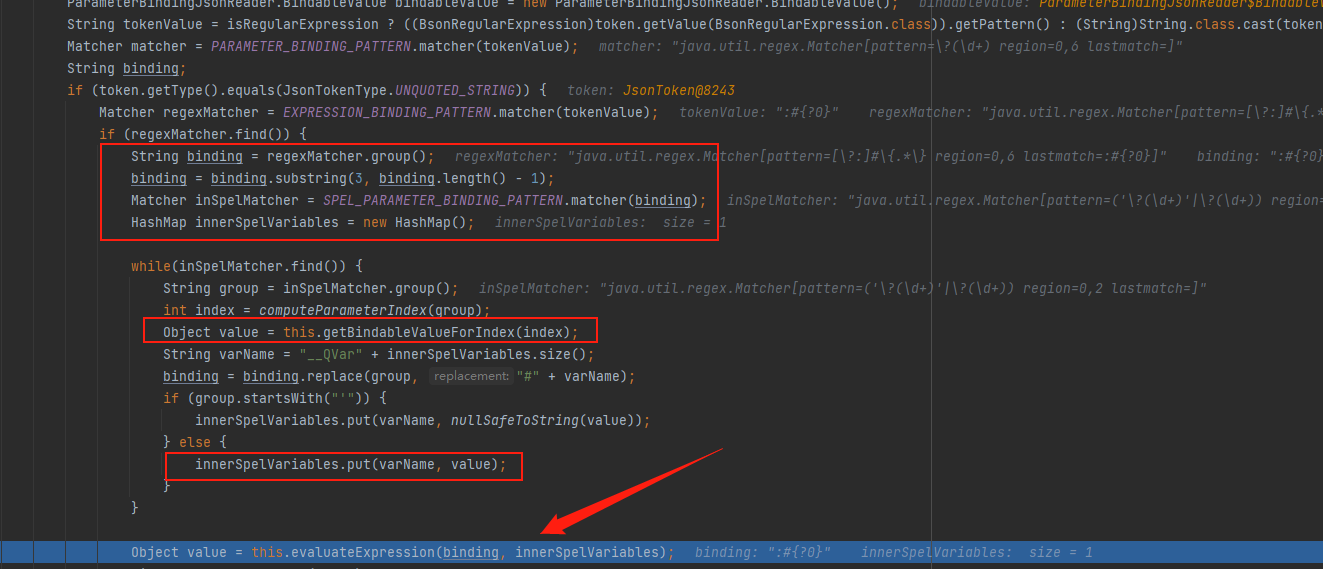 ParameterBindingJsonReader.BindableValue bindableValue = new ParameterBindingJsonReader.BindableValue(); bindableValue: ParameterBindingJsonReader$BindableV
String tokenValue = isRegularExpression ? ((BsonRegularExpression)token.getValue(BsonRegularExpression.class)).getPattern() : (String)String.class.cast(token
Matcher matcher = PARAMETER_BINDING_PATTERN.matcher(tokenValue); matcher: "java.util.regex.Matcher[pattern=\?(\d+) region=0,6 lastmatch=]"
String binding;
if (token.getType().equals(JsonTokenType.UNQUOTED_STRING)) { token: JsonToken@8243
Matcher regexMatcher = EXPRESSION_BINDING_PATTERN.matcher(tokenValue); tokenValue: ":#{?0}" regexMatcher: "java.util.regex.Matcher[pattern=[\?:]#\{.*
if (regexMatcher.find()) {
String binding = regexMatcher.group(); regexMatcher: "java.util.regex.Matcher[pattern=[\?:]#\{.*\} region=0,6 lastmatch=:#{?0}]" binding: ":#{?0}
binding = binding.substring(3, binding.length() - 1);
Matcher inSpelMatcher = SPEL_PARAMETER_BINDING_PATTERN.matcher(binding); inSpelMatcher: "java.util.regex.Matcher[pattern=('\?(\d+)'|\?(\d+)) region=
HashMap innerSpelVariables = new HashMap(); innerSpelVariables: size = 1
while(inSpelMatcher.find()) {
String group = inSpelMatcher.group(); inSpelMatcher: "java.util.regex.Matcher[pattern=('\?(\d+)'|\?(\d+)) region=0,2 lastmatch=]"
int index = computeParameterIndex(group);
Object value = this.getBindableValueForIndex(index);
String varName = "__QVar" + innerSpelVariables.size();
binding = binding.replace(group, replacement: "#" + varName);
if (group.startsWith("'")) {
innerSpelVariables.put(varName, nullSafeToString(value));
} else {
innerSpelVariables.put(varName, value);
}
}
Object value = this.evaluateExpression(binding, innerSpelVariables); binding: ":#{?0}" innerSpelVariables: size = 1